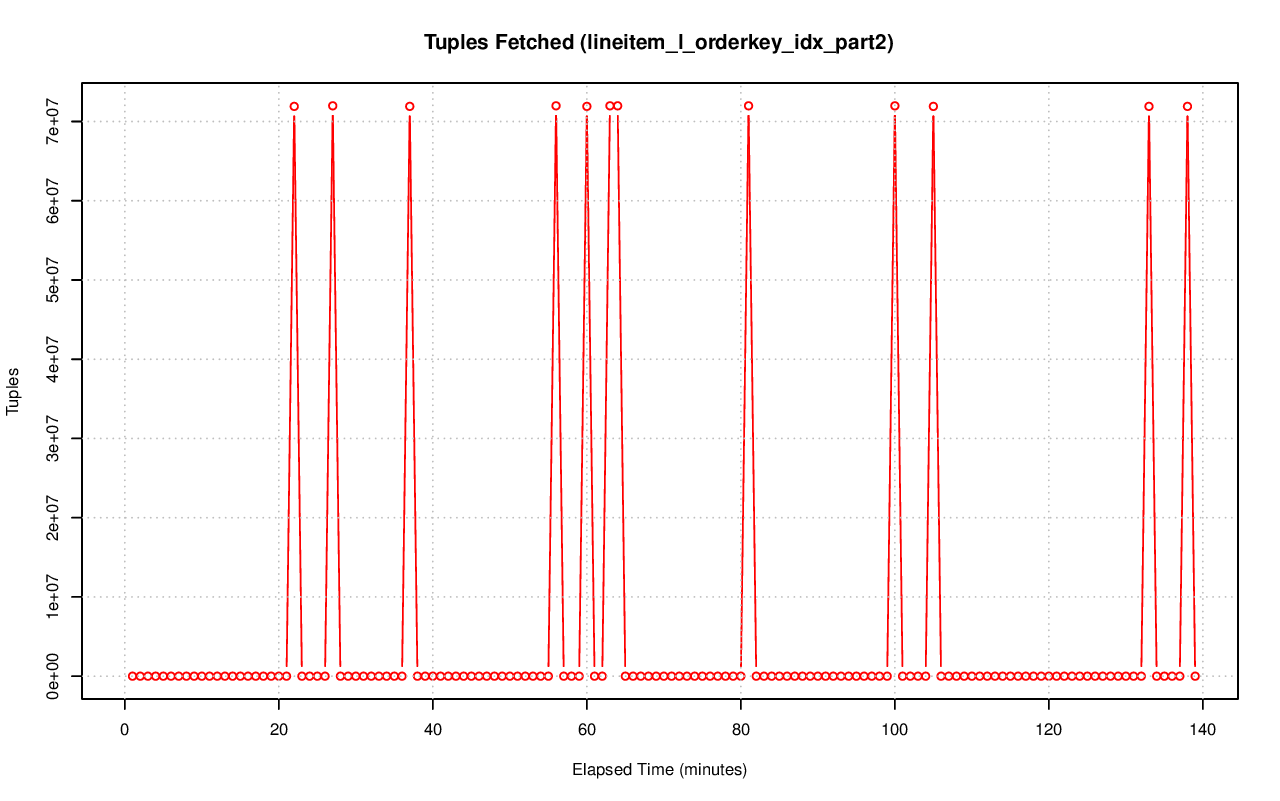 Tuples Fetched (lineitem_l_orderkey_idx_part2)
7e+07
6e+07
5e+07
4e+07
3e+07
2e+07
1e+07
0e+00
Tuples
0 20 40 60 80 100 120 140
Elapsed Time (minutes)